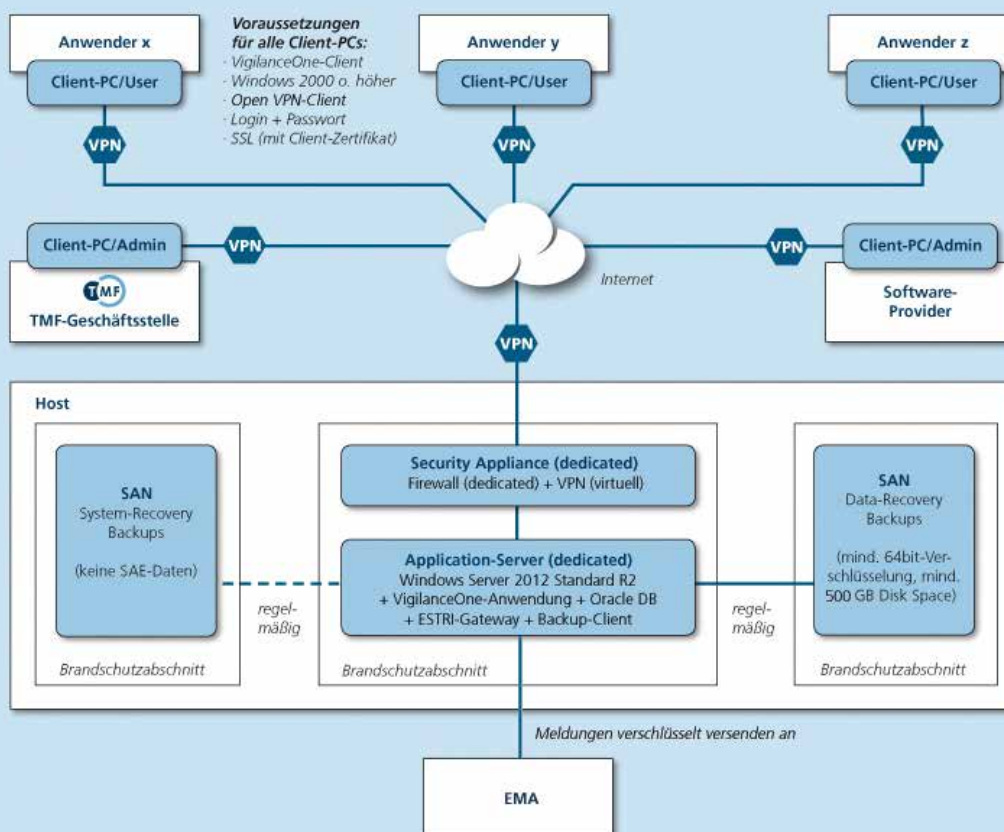 Anwender x
Client-PC/User
VPN
Voraussetzungen
für alle Client-PCs:
· VigilanceOne-Client
· Windows 2000 o. höher
· Open VPN-Client
· Login + Passwort
· SSL (mit Client-Zertifikat)
Anwender y
Client-PC/User
VPN
Anwender z
Client-PC/User
VPN
Client-PC/Admin
VPN
TMF
TMF-Geschäftsstelle
Internet
VPN
Client-PC/Admin
Software-
Provider
VPN
Host
SAN
System-Recovery
Backups
(keine SAE-Daten)
Brandschutzabschnitt
regel-
mäßig
Security Appliance (dedicated)
Firewall (dedicated) + VPN (virtuell)
Application-Server (dedicated)
Windows Server 2012 Standard R2
+ VigilanceOne-Anwendung + Oracle DB
+ ESTRI-Gateway + Backup-Client
Brandschutzabschnitt
regel-
mäßig
SAN
Data-Recovery
Backups
(mind. 64bit-Ver-
schlüsselung, mind.
500 GB Disk Space)
Brandschutzabschnitt
Meldungen verschlüsselt versenden an
EMA